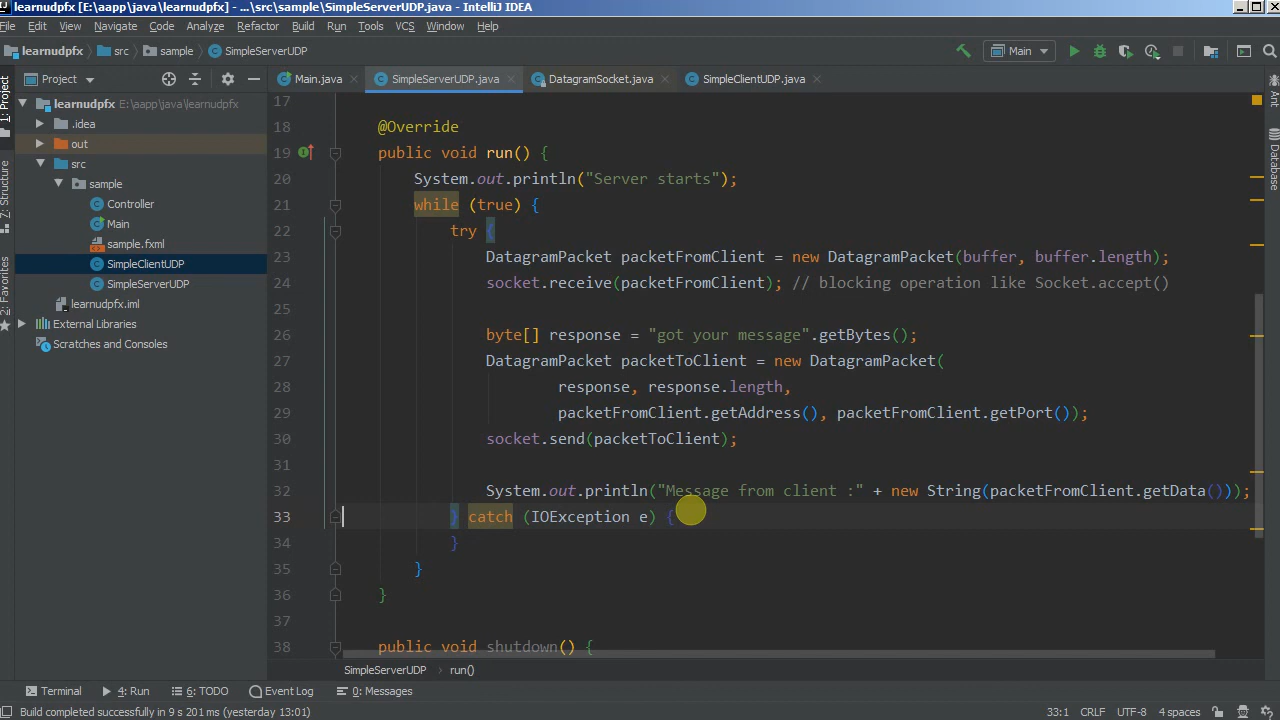 learnudpfx [E:\aapp\java\learnudpfx] - ...\src\sample\SimpleServerUDP.java - IntelliJ IDEA
File Edit View Navigate Code Analyze Refactor Build Run Tools VCS Window Help
learnudpfx src sample SimpleServerUDP Main
Project Main.java SimpleServerUDP.java DatagramSocket.java SimpleClientUDP.java
1: Project
7: Structure
2: Favorites
Ant
Database
learnudpfx E:\aapp\java\learnudpfx
.idea
out
src
sample
Controller
Main
sample.fxml
SimpleClientUDP
SimpleServerUDP
learnudpfx.iml
External Libraries
Scratches and Consoles
17
18 @Override
19 public void run() {
20 System.out.println("Server starts");
21 while (true) {
22 try {
23 DatagramPacket packetFromClient = new DatagramPacket(buffer, buffer.length);
24 socket.receive(packetFromClient); // blocking operation like Socket.accept()
25
26 byte[] response = "got your message".getBytes();
27 DatagramPacket packetToClient = new DatagramPacket(
28 response, response.length,
29 packetFromClient.getAddress(), packetFromClient.getPort());
30 socket.send(packetToClient);
31
32 System.out.println("Message from client :" + new String(packetFromClient.getData()));
33 } catch (IOException e) {
34 }
35 }
36 }
37
38 public void shutdown() {
SimpleServerUDP run()
Terminal 4: Run 6: TODO Event Log 0: Messages
Build completed successfully in 9 s 201 ms (yesterday 13:01) 33:1 CRLF UTF-8 4 spaces